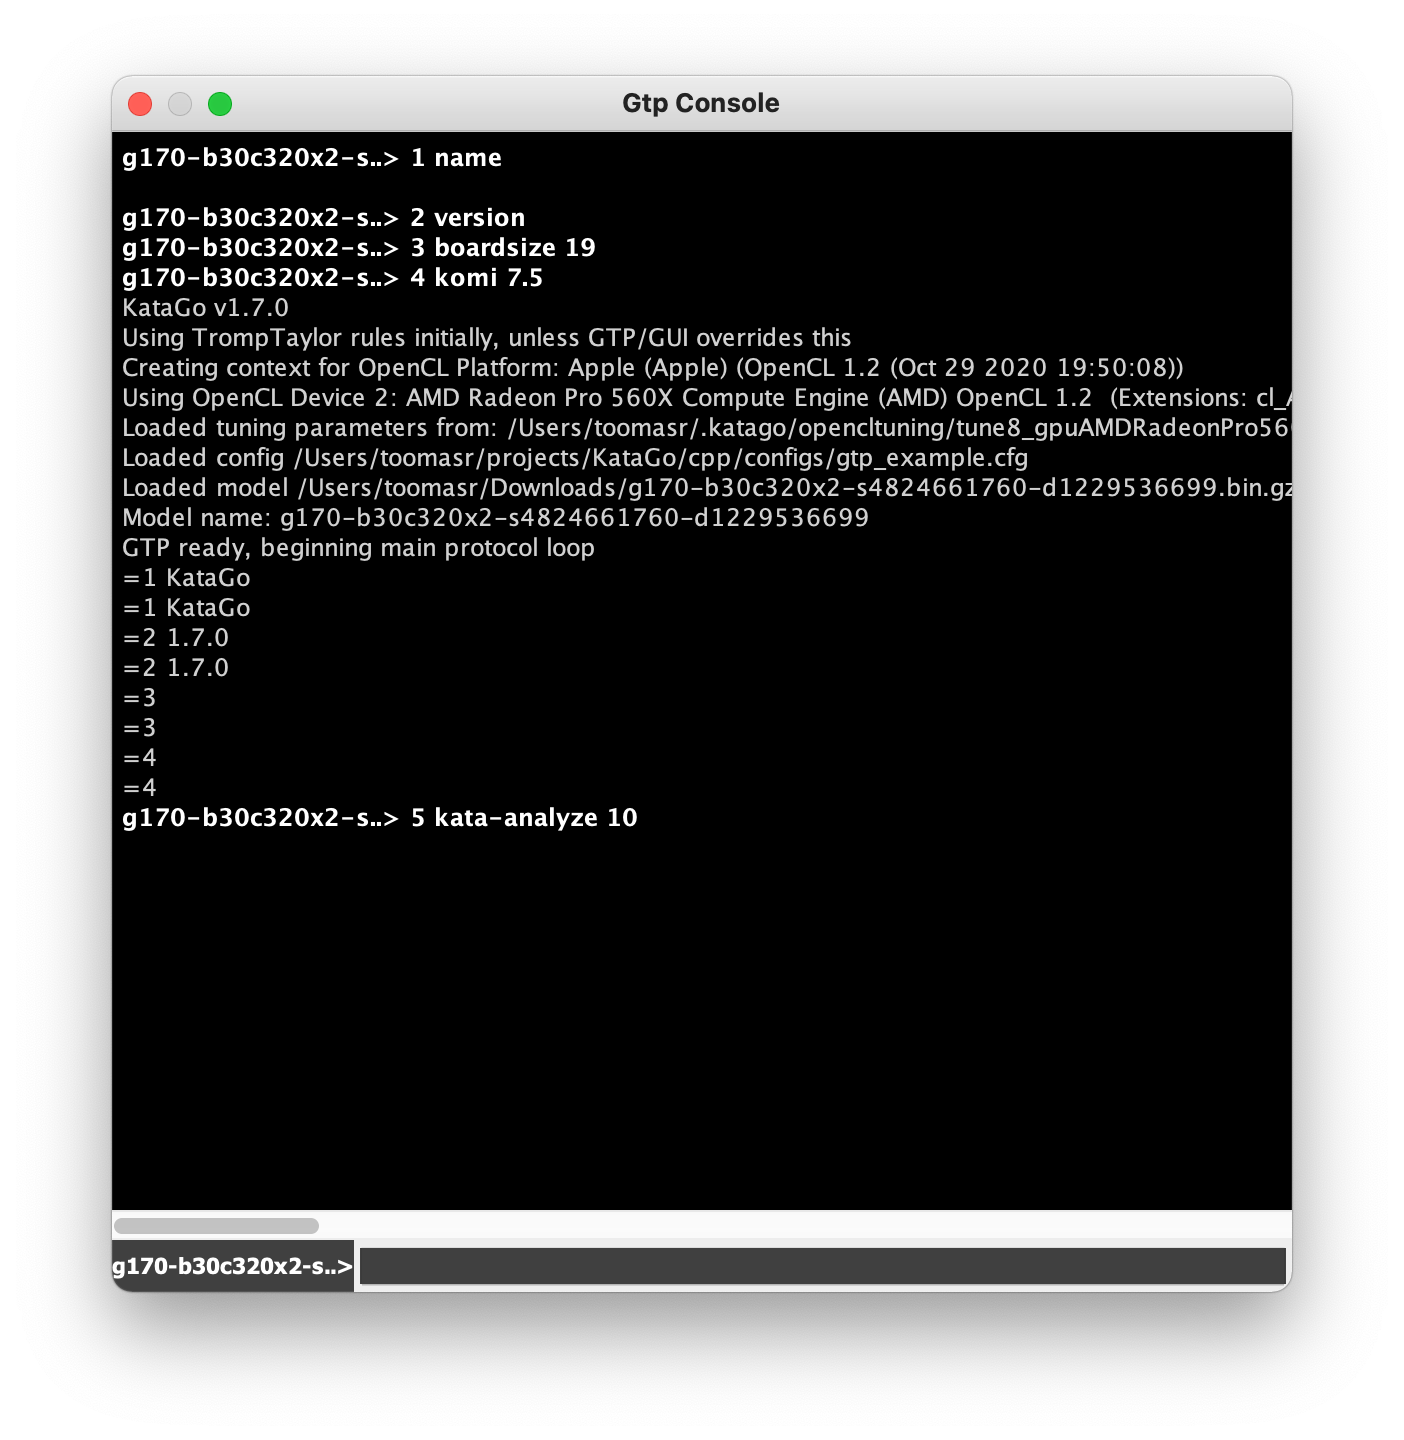 Gtp Console
g170-b30c320x2-s..> 1 name
g170-b30c320x2-s..> 2 version
g170-b30c320x2-s..> 3 boardsize 19
g170-b30c320x2-s..> 4 komi 7.5
KataGo v1.7.0
Using TrompTaylor rules initially, unless GTP/GUI overrides this
Creating context for OpenCL Platform: Apple (Apple) (OpenCL 1.2 (Oct 29 2020 19:50:08))
Using OpenCL Device 2: AMD Radeon Pro 560X Compute Engine (AMD) OpenCL 1.2  (Extensions: cl_A
Loaded tuning parameters from: /Users/toomasr/.katago/opencltuning/tune8_gpuAMDRadeonPro56
Loaded config /Users/toomasr/projects/KataGo/cpp/configs/gtp_example.cfg
Loaded model /Users/toomasr/Downloads/g170-b30c320x2-s4824661760-d1229536699.bin.gz
Model name: g170-b30c320x2-s4824661760-d1229536699
GTP ready, beginning main protocol loop
=1 KataGo
=1 KataGo
=2 1.7.0
=2 1.7.0
=3
=3
=4
=4
g170-b30c320x2-s..> 5 kata-analyze 10
g170-b30c320x2-s..>